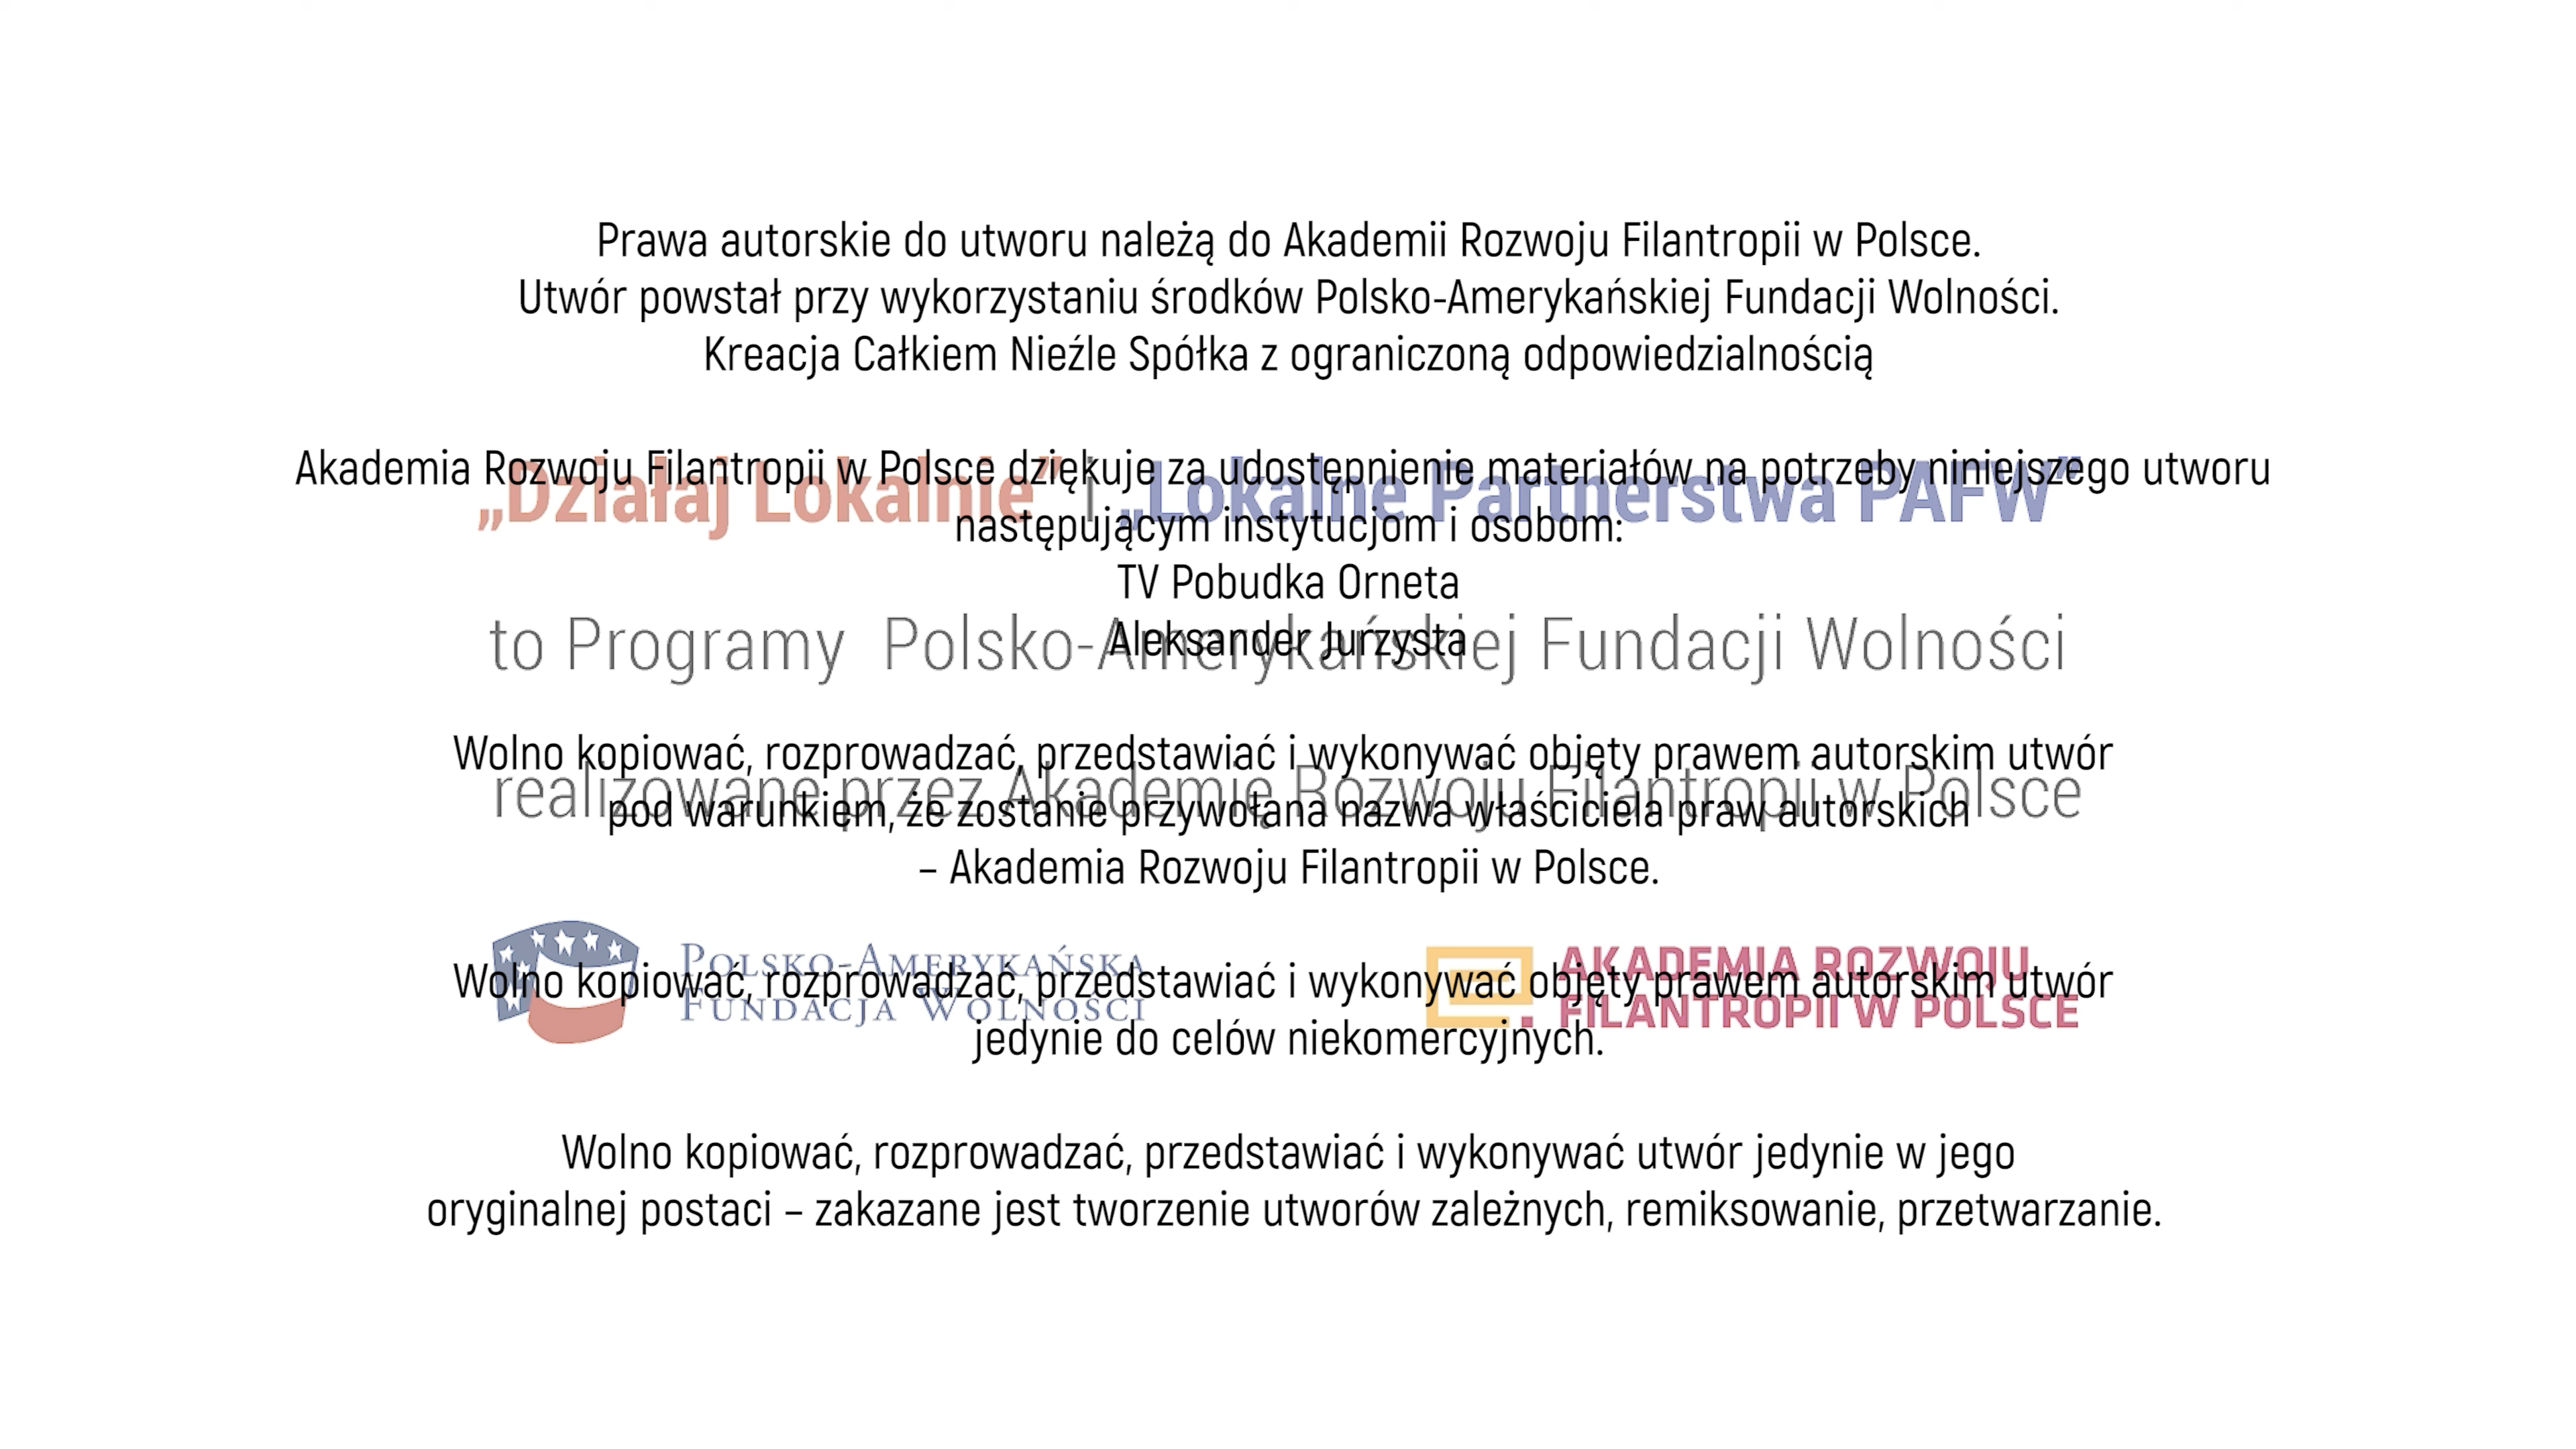 Prawa autorskie do utworu należą do Akademii Rozwoju Filantropii w Polsce.
Utwór powstał przy wykorzystaniu środków Polsko-Amerykańskiej Fundacji Wolności.
Kreacja Całkiem Nieźle Spółka z ograniczoną odpowiedzialnością
Akademia Rozwoju Filantropii w Polsce dziękuje za udostępnienie materiałów na potrzeby niniejszego utworu
„Działaj Lokalnie” i „Lokalne Partnerstwa PAFW”
następującym instytucjom i osobom:
TV Pobudka Orneta
Aleksander Jurzysta
to Programy Polsko-Amerykańskiej Fundacji Wolności
Wolno kopiować, rozprowadzać, przedstawiać i wykonywać objęty prawem autorskim utwór
realizowane przez Akademię Rozwoju Filantropii w Polsce
pod warunkiem, że zostanie przywołana nazwa właściciela praw autorskich
– Akademia Rozwoju Filantropii w Polsce.
POLSKO-AMERYKAŃSKA
FUNDACJA WOLNOŚCI
AKADEMIA ROZWOJU
FILANTROPII W POLSCE
Wolno kopiować, rozprowadzać, przedstawiać i wykonywać objęty prawem autorskim utwór
jedynie do celów niekomercyjnych.
Wolno kopiować, rozprowadzać, przedstawiać i wykonywać utwór jedynie w jego
oryginalnej postaci – zakazane jest tworzenie utworów zależnych, remiksowanie, przetwarzanie.